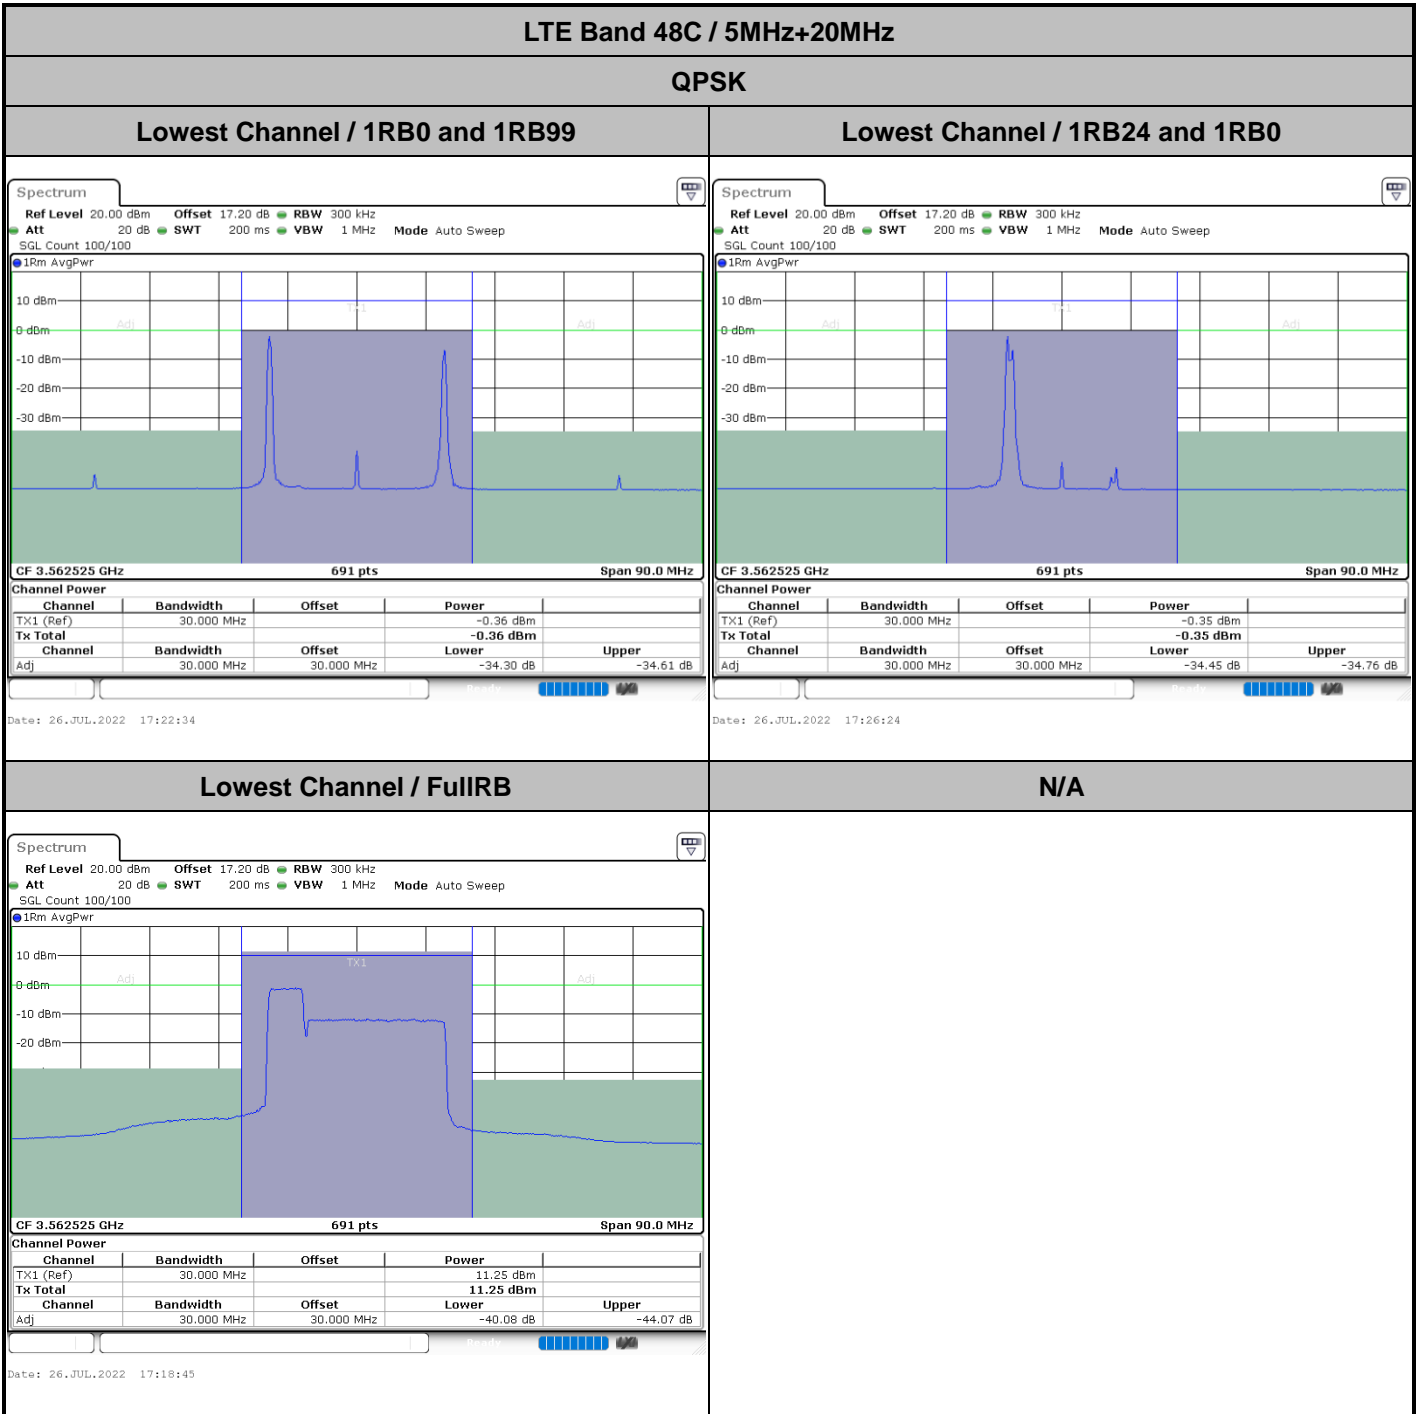 LTE Band 48C / 5MHz+20MHz
QPSK
Lowest Channel / 1RB0 and 1RB99
Lowest Channel / 1RB24 and 1RB0
Spectrum
Ref Level 20.00 dBm Offset 17.20 dB RBW 300 kHz
Att 20 dB SWT 200 ms VBW 1 MHz Mode Auto Sweep
SGL Count 100/100
1Rm AvgPwr
10 dBm
TX1
Adj
Adj
0 dBm
-10 dBm
-20 dBm
-30 dBm
CF 3.562525 GHz 691 pts Span 90.0 MHz
Channel Power
Channel Bandwidth Offset Power
TX1 (Ref) 30.000 MHz -0.36 dBm
Tx Total -0.36 dBm
Channel Bandwidth Offset Lower Upper
Adj 30.000 MHz 30.000 MHz -34.30 dB -34.61 dB
Ready
Date: 26.JUL.2022 17:22:34
Spectrum
Ref Level 20.00 dBm Offset 17.20 dB RBW 300 kHz
Att 20 dB SWT 200 ms VBW 1 MHz Mode Auto Sweep
SGL Count 100/100
1Rm AvgPwr
10 dBm
TX1
Adj
Adj
0 dBm
-10 dBm
-20 dBm
-30 dBm
CF 3.562525 GHz 691 pts Span 90.0 MHz
Channel Power
Channel Bandwidth Offset Power
TX1 (Ref) 30.000 MHz -0.35 dBm
Tx Total -0.35 dBm
Channel Bandwidth Offset Lower Upper
Adj 30.000 MHz 30.000 MHz -34.45 dB -34.76 dB
Ready
Date: 26.JUL.2022 17:26:24
Lowest Channel / FullRB
N/A
Spectrum
Ref Level 20.00 dBm Offset 17.20 dB RBW 300 kHz
Att 20 dB SWT 200 ms VBW 1 MHz Mode Auto Sweep
SGL Count 100/100
1Rm AvgPwr
10 dBm
TX1
Adj
Adj
0 dBm
-10 dBm
-20 dBm
CF 3.562525 GHz 691 pts Span 90.0 MHz
Channel Power
Channel Bandwidth Offset Power
TX1 (Ref) 30.000 MHz 11.25 dBm
Tx Total 11.25 dBm
Channel Bandwidth Offset Lower Upper
Adj 30.000 MHz 30.000 MHz -40.08 dB -44.07 dB
Ready
Date: 26.JUL.2022 17:18:45